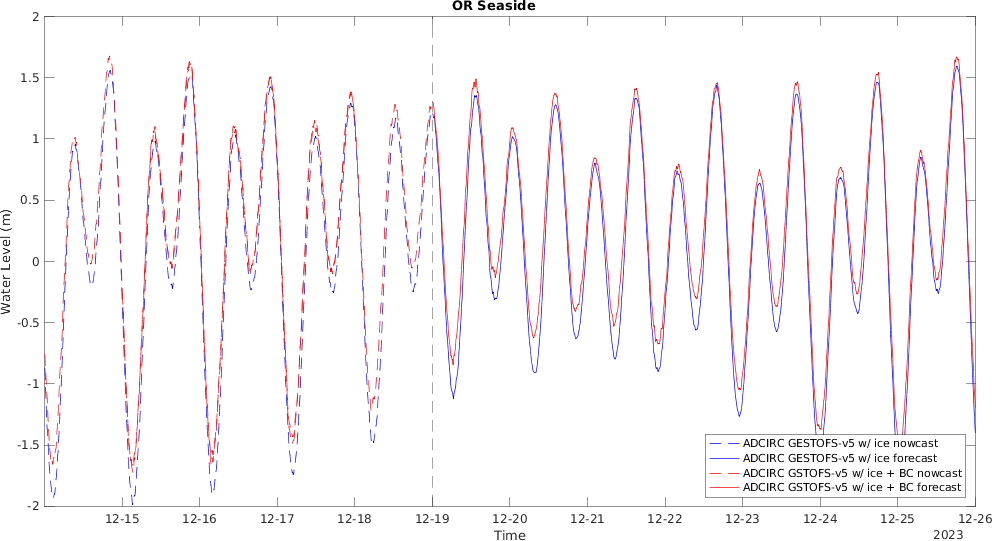 OR Seaside
2
1.5
1
0.5
0
-0.5
-1
-1.5
-2
Water Level (m)
12-15 12-16 12-17 12-18 12-19 12-20 12-21 12-22 12-23 12-24 12-25 12-26
Time
2023
ADCIRC GESTOFS-v5 w/ ice nowcast
ADCIRC GESTOFS-v5 w/ ice forecast
ADCIRC GSTOFS-v5 w/ ice + BC nowcast
ADCIRC GSTOFS-v5 w/ ice + BC forecast